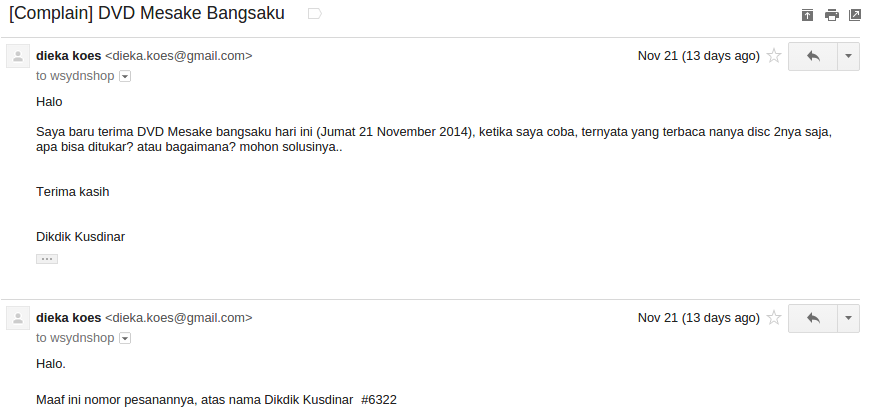 [Complain] DVD Mesake Bangsaku
dieka koes <dieka.koes@gmail.com>
Nov 21 (13 days ago)
to wsydnshop
Halo
Saya baru terima DVD Mesake bangsaku hari ini (Jumat 21 November 2014), ketika saya coba, ternyata yang terbaca nanya disc 2nya saja,
apa bisa ditukar? atau bagaimana? mohon solusinya..
Terima kasih
Dikdik Kusdinar
dieka koes <dieka.koes@gmail.com>
Nov 21 (13 days ago)
to wsydnshop
Halo.
Maaf ini nomor pesanannya, atas nama Dikdik Kusdinar #6322